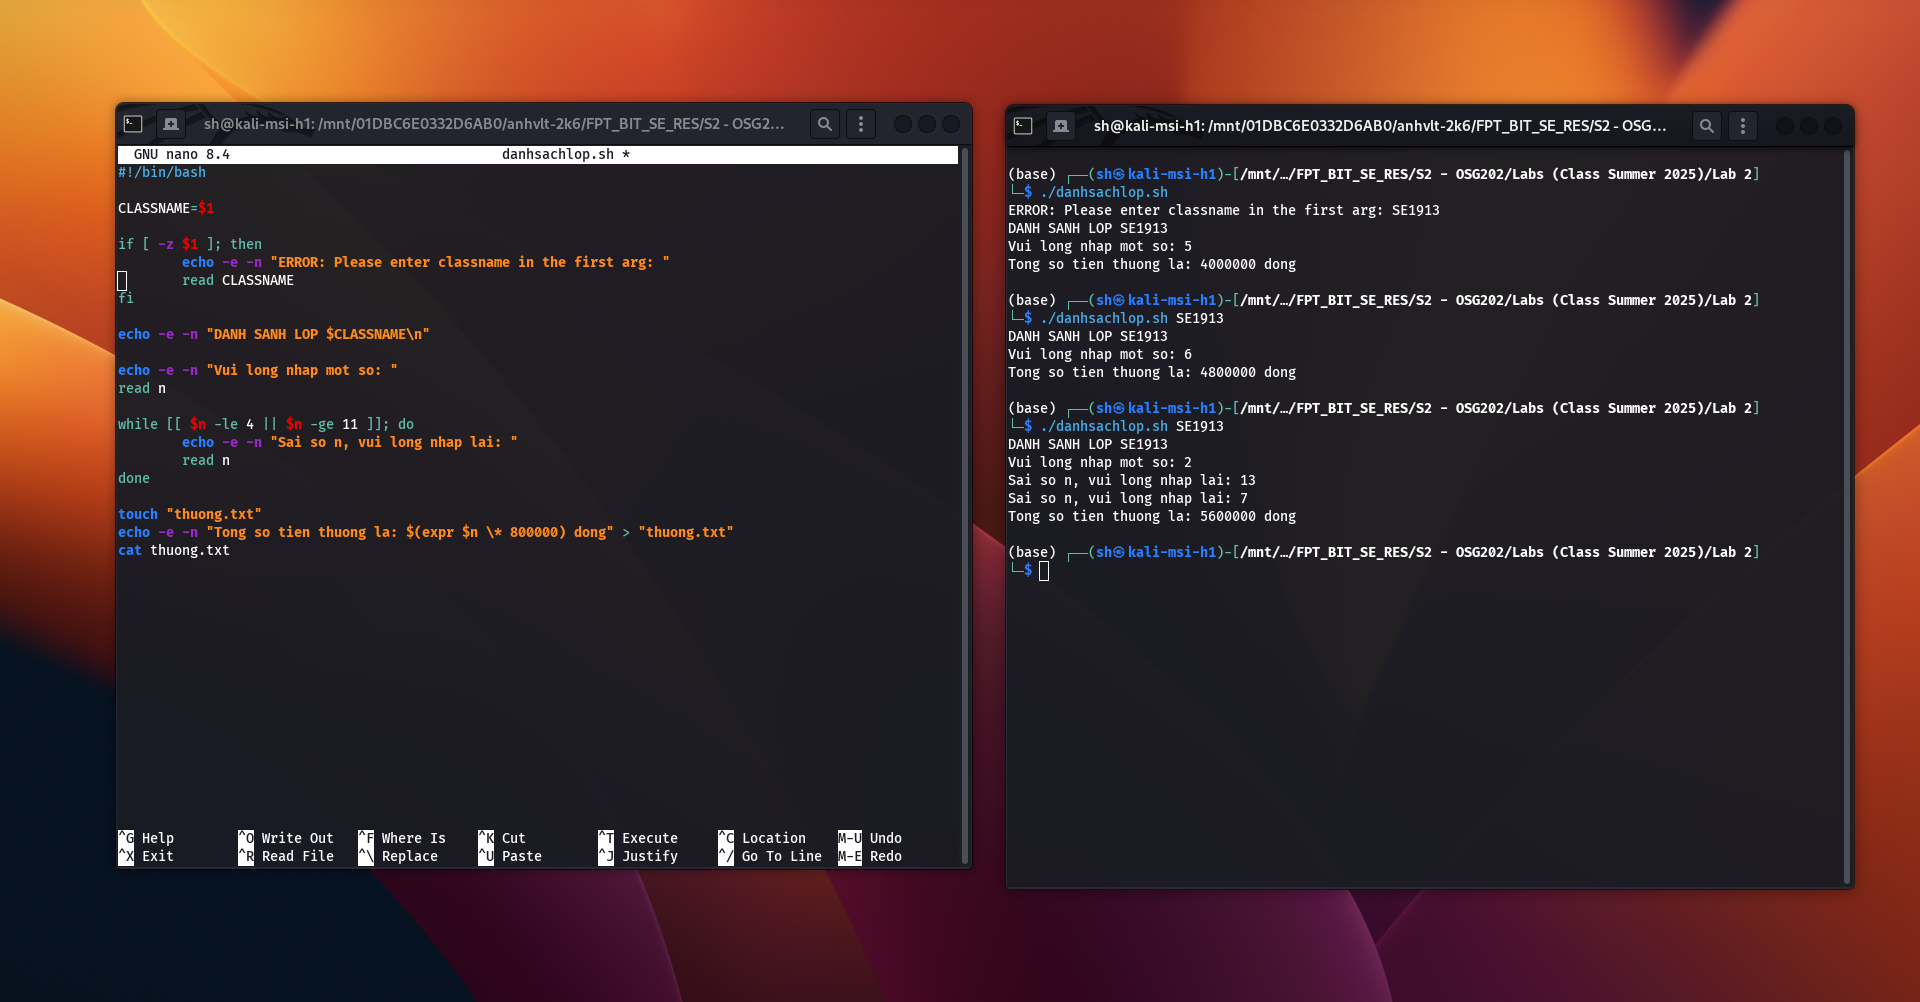 sh@kali-msi-h1: /mnt/01DBC6E0332D6AB0/anhvlt-2k6/FPT_BIT_SE_RES/S2 - OSG2...
GNU nano 8.4 danhsachlop.sh *
#!/bin/bash
CLASSNAME=$1
if [ -z $1 ]; then
echo -e -n "ERROR: Please enter classname in the first arg: "
read CLASSNAME
fi
echo -e -n "DANH SANH LOP $CLASSNAME\n"
echo -e -n "Vui long nhap mot so: "
read n
while [[ $n -le 4 || $n -ge 11 ]]; do
echo -e -n "Sai so n, vui long nhap lai: "
read n
done
touch "thuong.txt"
echo -e -n "Tong so tien thuong la: $(expr $n \* 800000) dong" > "thuong.txt"
cat thuong.txt
^G Help ^O Write Out ^F Where Is ^K Cut ^T Execute ^C Location M-U Undo
^X Exit ^R Read File ^\ Replace ^U Paste ^J Justify ^/ Go To Line M-E Redo
sh@kali-msi-h1: /mnt/01DBC6E0332D6AB0/anhvlt-2k6/FPT_BIT_SE_RES/S2 - OSG...
(base) ┌──(sh㉿kali-msi-h1)-[/mnt/…/FPT_BIT_SE_RES/S2 - OSG202/Labs (Class Summer 2025)/Lab 2]
└─$ ./danhsachlop.sh
ERROR: Please enter classname in the first arg: SE1913
DANH SANH LOP SE1913
Vui long nhap mot so: 5
Tong so tien thuong la: 4000000 dong
(base) ┌──(sh㉿kali-msi-h1)-[/mnt/…/FPT_BIT_SE_RES/S2 - OSG202/Labs (Class Summer 2025)/Lab 2]
└─$ ./danhsachlop.sh SE1913
DANH SANH LOP SE1913
Vui long nhap mot so: 6
Tong so tien thuong la: 4800000 dong
(base) ┌──(sh㉿kali-msi-h1)-[/mnt/…/FPT_BIT_SE_RES/S2 - OSG202/Labs (Class Summer 2025)/Lab 2]
└─$ ./danhsachlop.sh SE1913
DANH SANH LOP SE1913
Vui long nhap mot so: 2
Sai so n, vui long nhap lai: 13
Sai so n, vui long nhap lai: 7
Tong so tien thuong la: 5600000 dong
(base) ┌──(sh㉿kali-msi-h1)-[/mnt/…/FPT_BIT_SE_RES/S2 - OSG202/Labs (Class Summer 2025)/Lab 2]
└─$